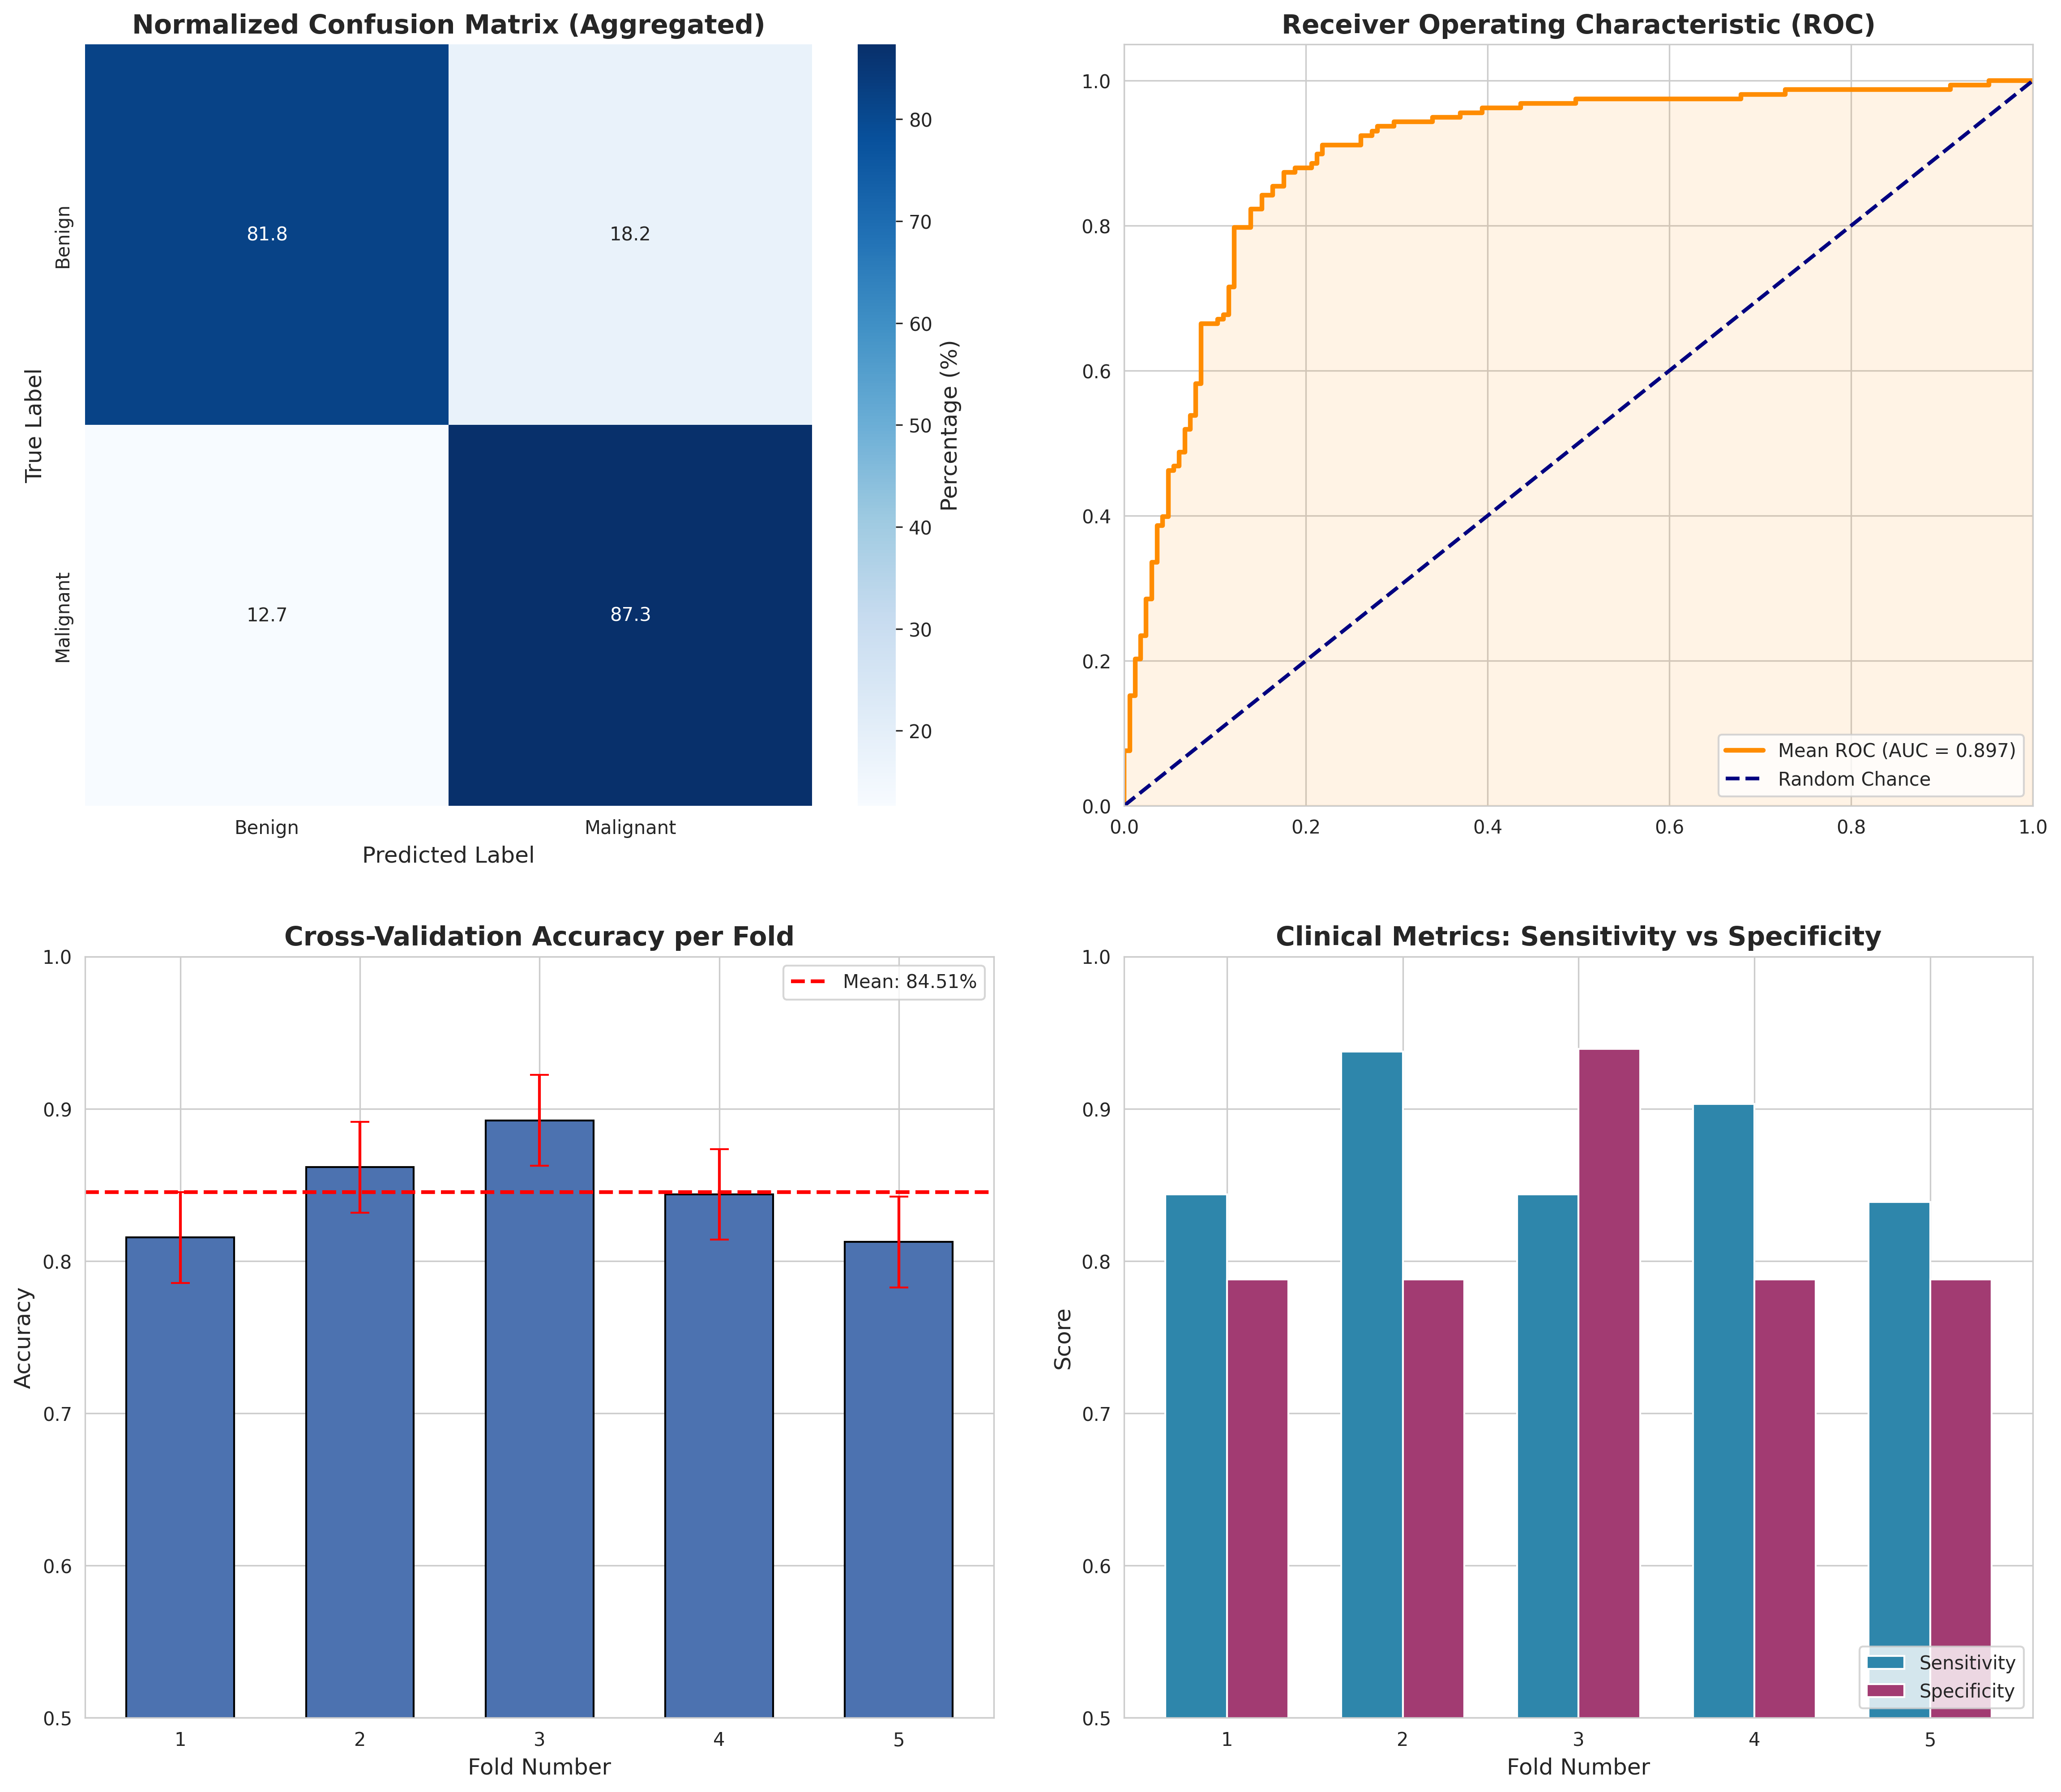 Normalized Confusion Matrix (Aggregated)
True Label
Benign
Malignant
81.8
18.2
12.7
87.3
Benign
Malignant
Predicted Label
80
70
60
50
40
30
20
Percentage (%)
Receiver Operating Characteristic (ROC)
1.0
0.8
0.6
0.4
0.2
0.0
0.0
0.2
0.4
0.6
0.8
1.0
Mean ROC (AUC = 0.897)
Random Chance
Cross-Validation Accuracy per Fold
Accuracy
1.0
0.9
0.8
0.7
0.6
0.5
Mean: 84.51%
1
2
3
4
5
Fold Number
Clinical Metrics: Sensitivity vs Specificity
Score
1.0
0.9
0.8
0.7
0.6
0.5
Sensitivity
Specificity
1
2
3
4
5
Fold Number